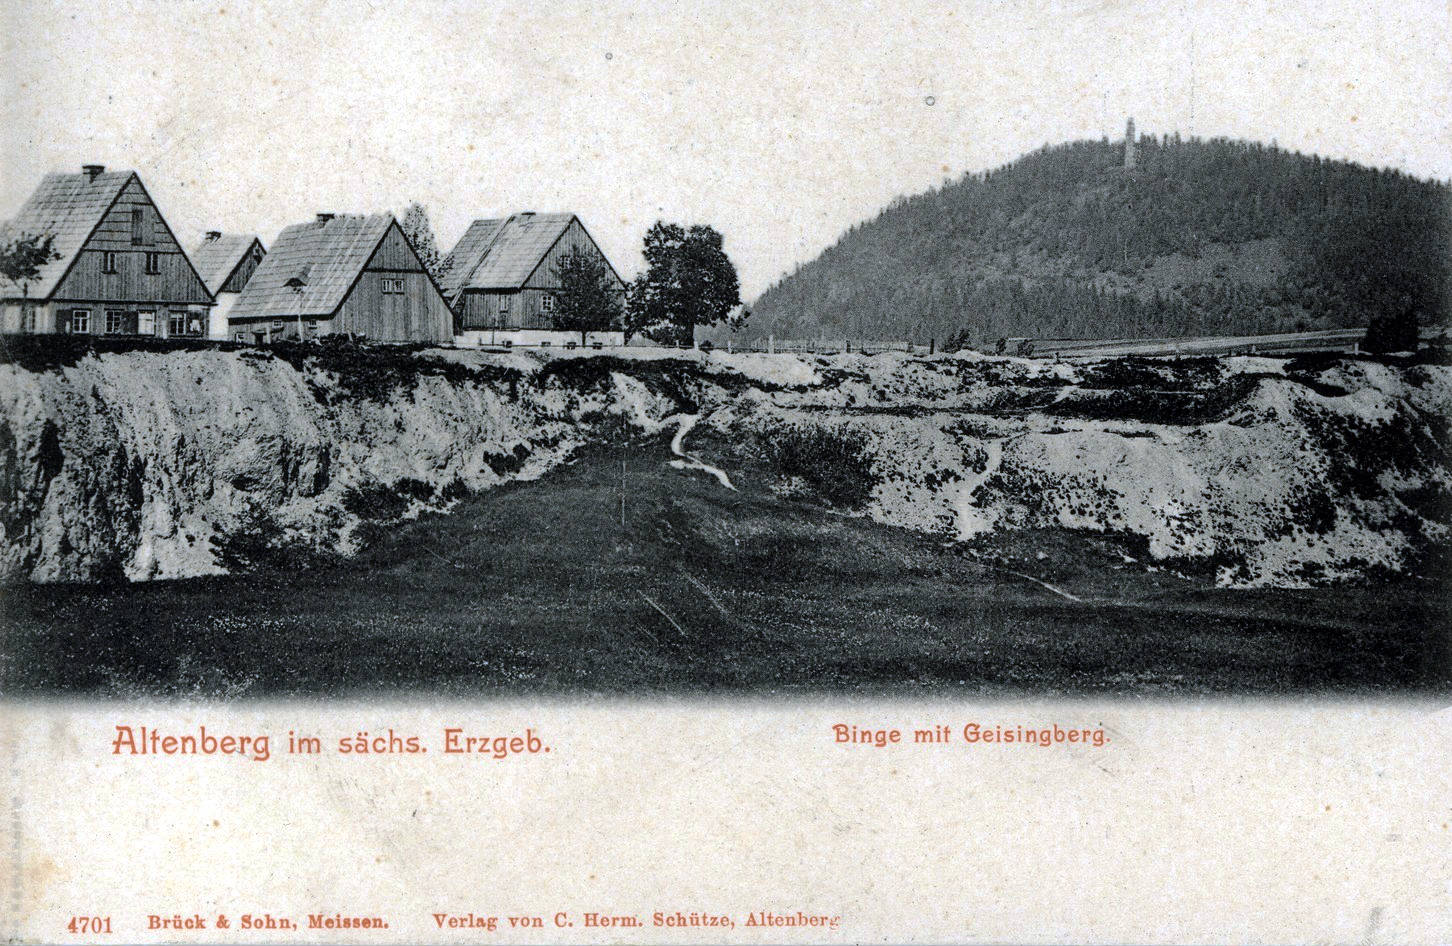 Altenberg im sächs. Erzgeb.
Binge mit Geisingberg.
4701 Brück & Sohn, Meissen. Verlag von C. Herm. Schütze, Altenberg